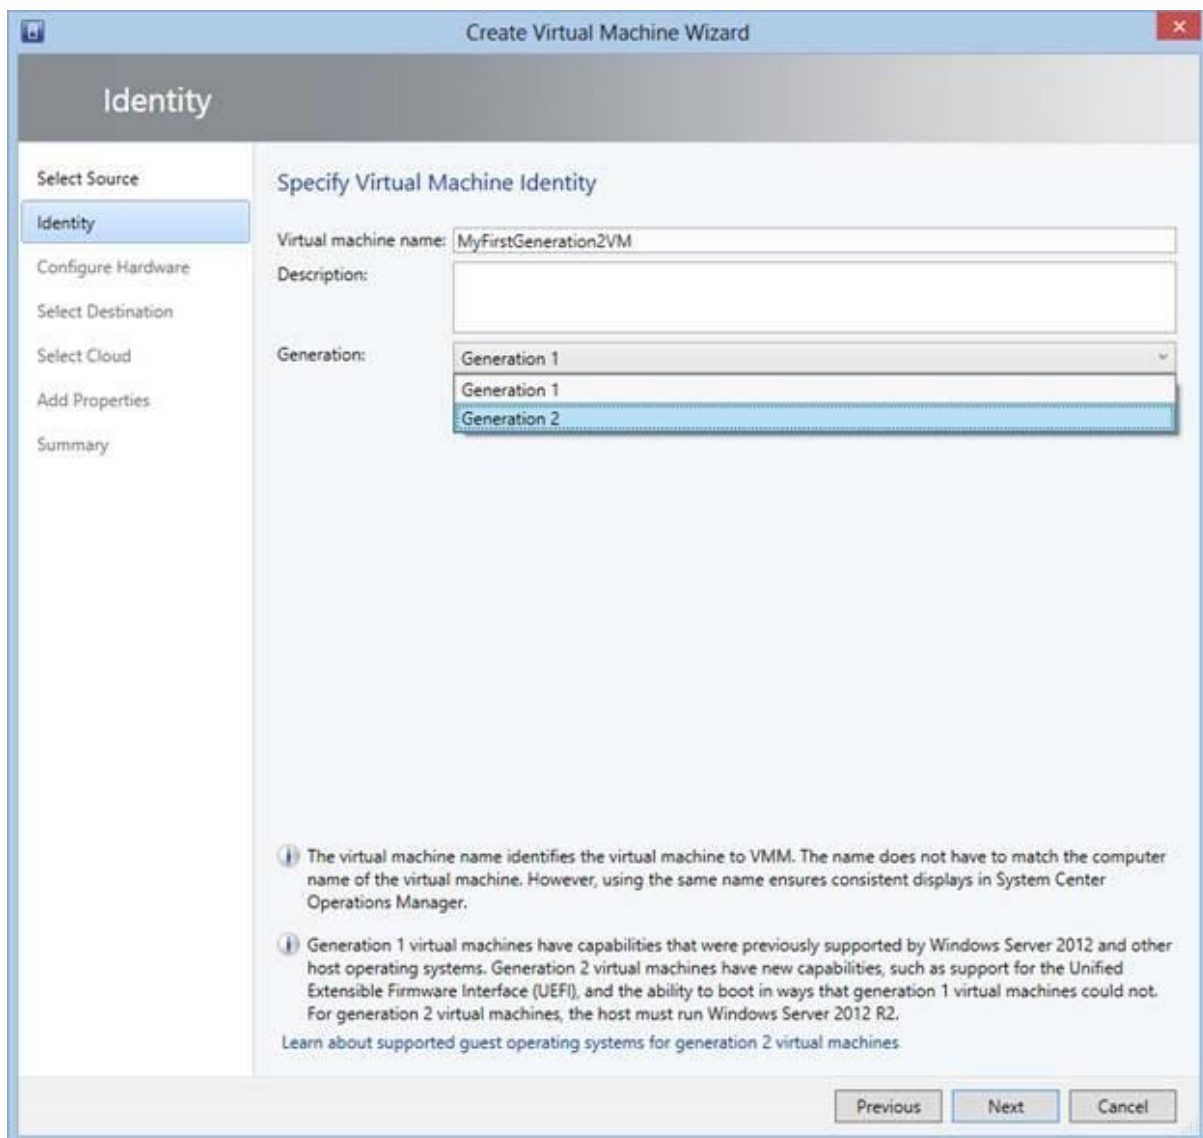 Create Virtual Machine Wizard
Identity
Select Source
Identity
Configure Hardware
Select Destination
Select Cloud
Add Properties
Summary
Specify Virtual Machine Identity
Virtual machine name: MyFirstGeneration2VM
Description:
Generation: Generation 1
Generation 1
Generation 2
The virtual machine name identifies the virtual machine to VMM. The name does not have to match the computer
name of the virtual machine. However, using the same name ensures consistent displays in System Center
Operations Manager.
Generation 1 virtual machines have capabilities that were previously supported by Windows Server 2012 and other
host operating systems. Generation 2 virtual machines have new capabilities, such as support for the Unified
Extensible Firmware Interface (UEFI), and the ability to boot in ways that generation 1 virtual machines could not.
For generation 2 virtual machines, the host must run Windows Server 2012 R2.
Learn about supported guest operating systems for generation 2 virtual machines
Previous Next Cancel